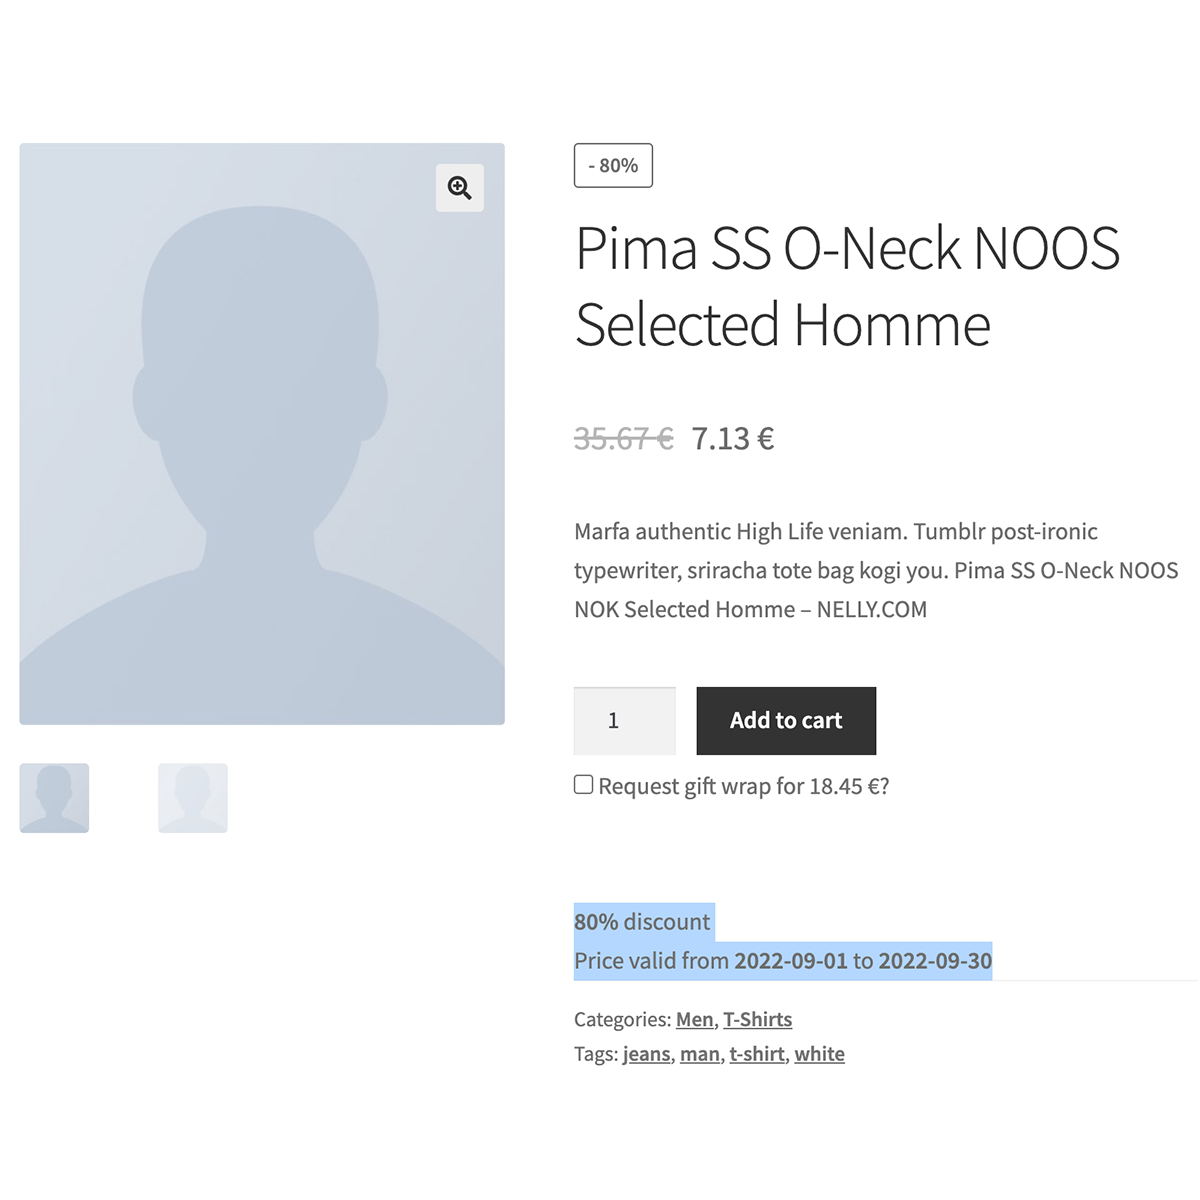 - 80%
Pima SS O-Neck NOOS
Selected Homme
35.67 € 7.13 €
Marfa authentic High Life veniam. Tumblr post-ironic
typewriter, sriracha tote bag kogi you. Pima SS O-Neck NOOS
NOK Selected Homme – NELLY.COM
1
Add to cart
Request gift wrap for 18.45 €?
80% discount
Price valid from 2022-09-01 to 2022-09-30
Categories: Men, T-Shirts
Tags: jeans, man, t-shirt, white